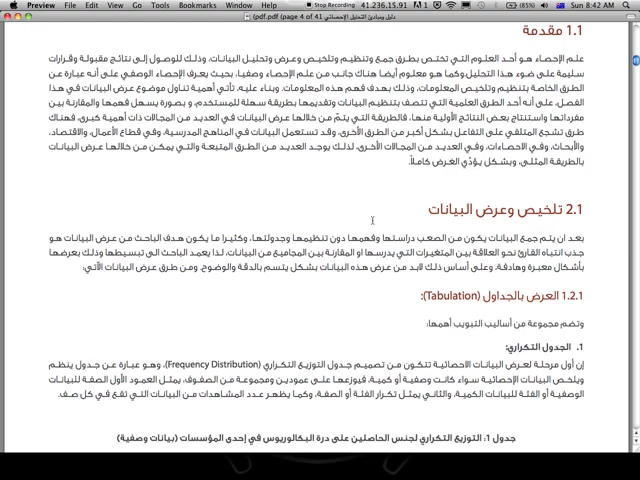 Preview File Edit View Go Tools Bookmarks Window Help Stop Recording 41.236.15.91 1 (85%) Sun 8:42 AM
دليل ومبادئ التحليل الإحصائي pdf.pdf (page 4 of 41)
1.1 مقدمة
علم الإحصاء هو أحد العلوم التي تختص بطرق جمع وتنظيم وتلخيص وعرض وتحليل البيانات، وذلك للوصول إلى نتائج مقبولة وقرارات
سليمة على ضوء هذا التحليل.وكما هو معلوم أيضا هناك جانب من علم الإحصاء وصفيا، بحيث يعرف الإحصاء الوصفي على أنه عبارة عن
الطرق الخاصة بتنظيم وتلخيص المعلومات، وذلك بهدف فهم هذه المعلومات. وبناء عليه، تأتي أهمية تناول موضوع عرض البيانات في هذا
الفصل، على أنه أحد الطرق العلمية التي تتصف بتنظيم البيانات وتقديمها بطريقة سهلة للمستخدم، و بصورة يسهل فهمها والمقارنة بين
مفرداتها واستنتاج بعض النتائج الأولية منها، فالطريقة التي يتم من خلالها عرض البيانات في العديد من المجالات ذات أهمية كبرى، فهناك
طرق تشجع المتلقي على التفاعل بشكل أكبر من الطرق الأخرى، وقد تستعمل البيانات في المناهج المدرسية، وفي قطاع الأعمال، والاقتصاد،
والأبحاث، وفي الاحصاءات، وفي العديد من المجالات الأخرى، لذلك يوجد العديد من الطرق المتبعة والتي يمكن من خلالها عرض البيانات
بالطريقة المثلى، وبشكل يؤدّي الغرض كاملاً.
2.1 تلخيص وعرض البيانات
بعد ان يتم جمع البيانات يكون من الصعب دراستها وفهمها دون تنظيمها وجدولتها، وكثيرا ما يكون هدف الباحث من عرض البيانات هو
جذب انتباه القارئ نحو العلاقة بين المتغيرات التي يدرسها او المقارنة بين المجاميع من البيانات، لذا يعمد الباحث الى تبسيطها وذلك بعرضها
بأشكال معبرة وهادفة، وعلى أساس ذلك لابد من عرض هذه البيانات بشكل يتسم بالدقة والوضوح. ومن طرق عرض البيانات الآتي:
1.2.1 العرض بالجداول (Tabulation):
وتضم مجموعة من أساليب التبويب أهمها:
1. الجدول التكراري:
إن أول مرحلة لعرض البيانات الاحصائية تتكون من تصميم جدول التوزيع التكراري (Frequency Distribution)، وهو عبارة عن جدول ينظم
ويلخص البيانات الإحصائية سواء كانت وصفية أو كمية، فيوزعها على عمودين ومجموعة من الصفوف، يمثل العمود الأول الصفة للبيانات
الوصفية أو الفئة للبيانات الكمية، والثاني يمثل تكرار الفئة أو الصفة، وكما يظهر عدد المشاهدات من البيانات التي تقع في كل صف.
جدول 1: التوزيع التكراري لجنس الحاصلين على درة البكالوريوس في إحدى المؤسسات (بيانات وصفية)